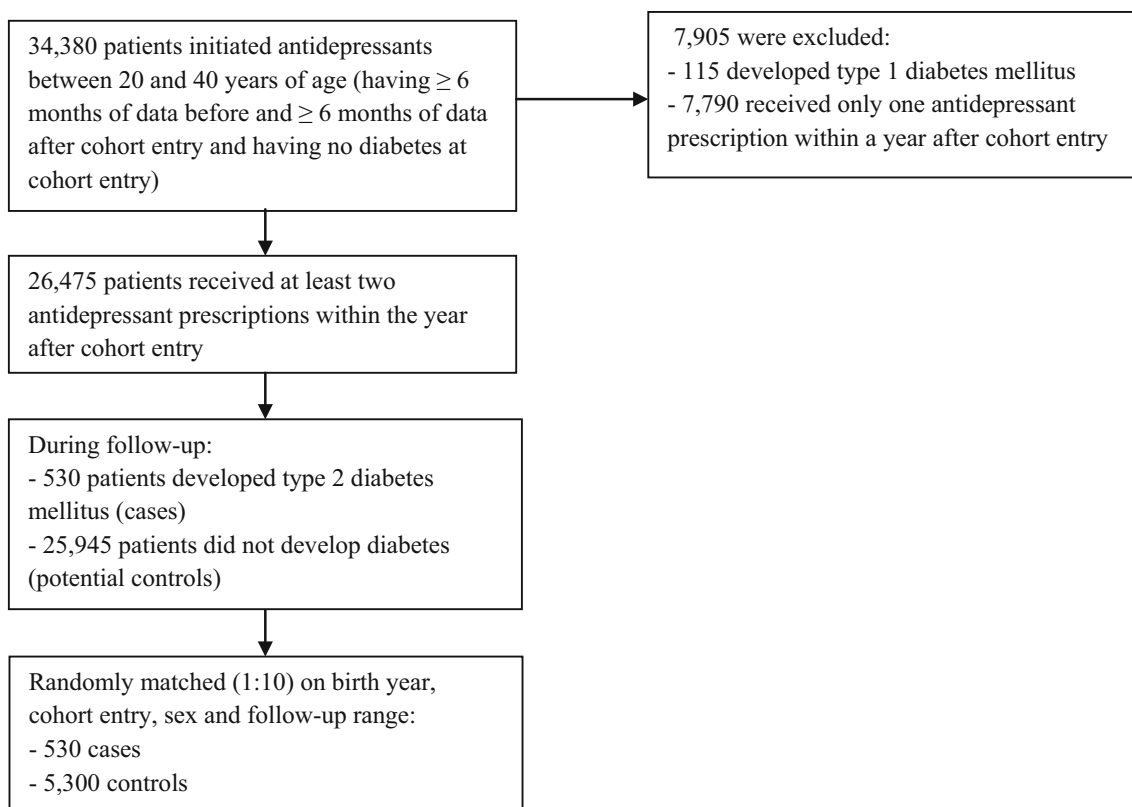 34,380 patients initiated antidepressants
between 20 and 40 years of age (having ≥ 6
months of data before and ≥ 6 months of data
after cohort entry and having no diabetes at
cohort entry)
7,905 were excluded:
- 115 developed type 1 diabetes mellitus
- 7,790 received only one antidepressant
prescription within a year after cohort entry
26,475 patients received at least two
antidepressant prescriptions within the year
after cohort entry
During follow-up:
- 530 patients developed type 2 diabetes
mellitus (cases)
- 25,945 patients did not develop diabetes
(potential controls)
Randomly matched (1:10) on birth year,
cohort entry, sex and follow-up range:
- 530 cases
- 5,300 controls